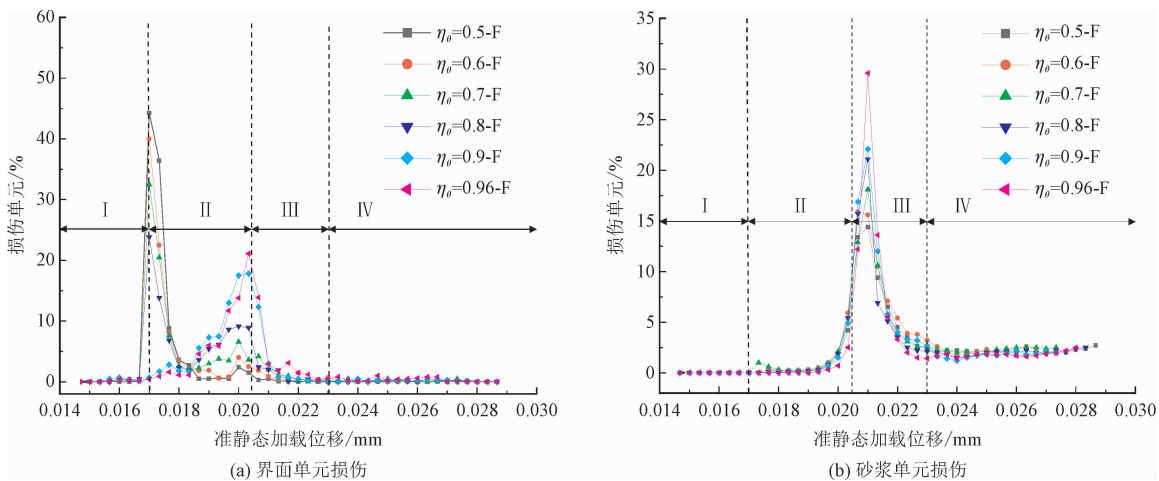 60
50
40
30
20
10
0
损伤单元/%
0.014 0.016 0.018 0.020 0.022 0.024 0.026 0.028 0.030
准静态加载位移/mm
I II III IV
ηθ=0.5-F
ηθ=0.6-F
ηθ=0.7-F
ηθ=0.8-F
ηθ=0.9-F
ηθ=0.96-F
(a) 界面单元损伤
35
30
25
20
15
10
5
0
损伤单元/%
0.014 0.016 0.018 0.020 0.022 0.024 0.026 0.028 0.030
准静态加载位移/mm
I II III IV
ηθ=0.5-F
ηθ=0.6-F
ηθ=0.7-F
ηθ=0.8-F
ηθ=0.9-F
ηθ=0.96-F
(b) 砂浆单元损伤